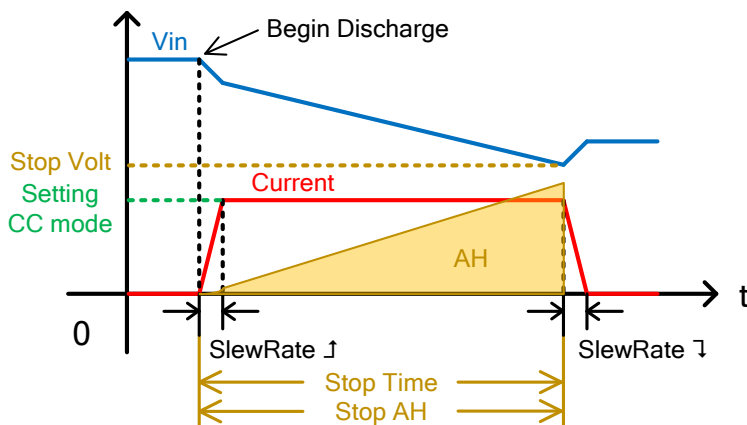 Begin Discharge
Vin
Stop Volt
Setting
CC mode
Current
AH
t
0
SlewRate
SlewRate
Stop Time
Stop AH